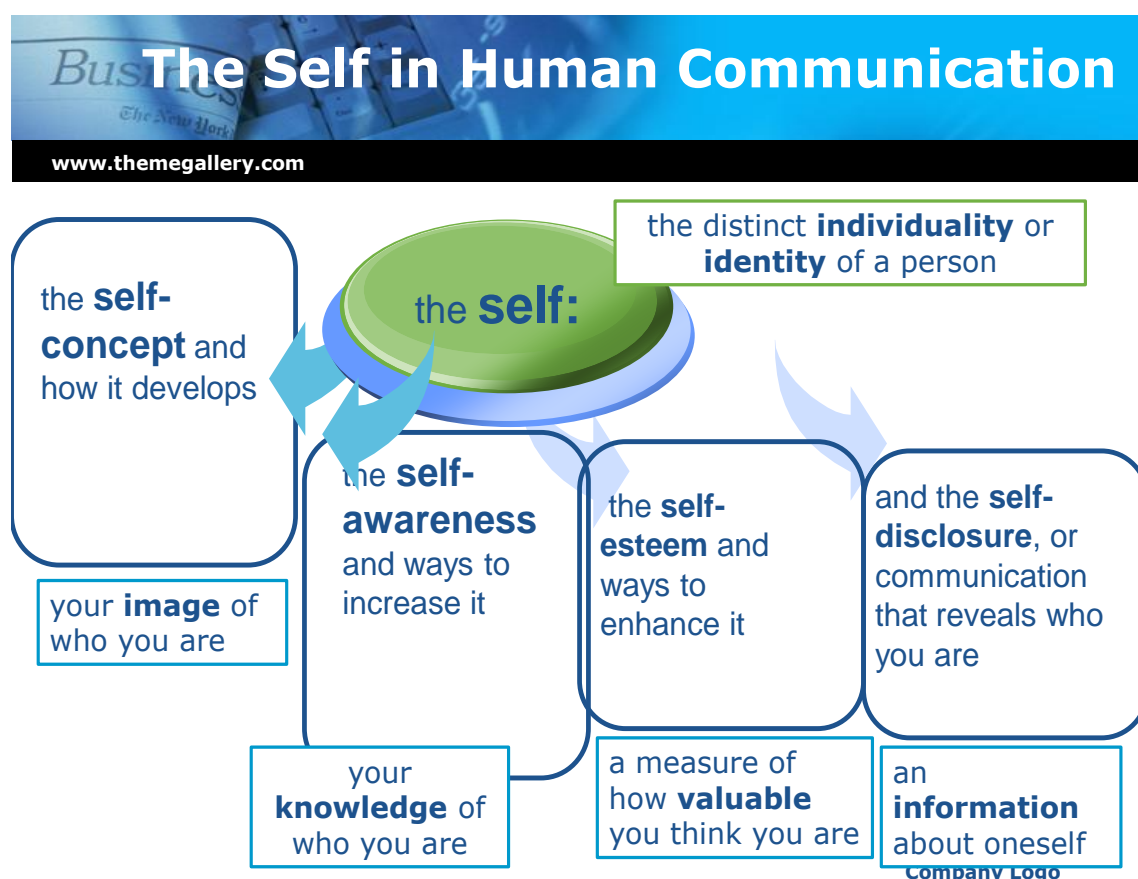 Business
The New York
The Self in Human Communication
www.themegallery.com
the distinct individuality or
identity of a person
the self:
the self-
concept and
how it develops
your image of
who you are
the self-
awareness
and ways to
increase it
your
knowledge of
who you are
the self-
esteem and
ways to
enhance it
a measure of
how valuable
you think you are
and the self-
disclosure, or
communication
that reveals who
you are
an
information
about oneself
Company Logo